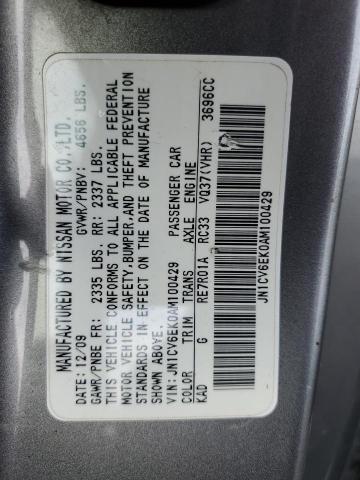 MANUFACTURED BY NISSAN MOTOR CO.,LTD.
12/09 GVWR/PNBV: 4656 LBS.
GAWR/PNBE FR: 2335 LBS. RR: 2337 LBS.
THIS VEHICLE CONFORMS TO ALL APPLICABLE FEDERAL
MOTOR VEHICLE SAFETY,BUMPER,AND THEFT PREVENTION
STANDARDS IN EFFECT ON THE DATE OF MANUFACTURE
SHOWN ABOVE.
VIN: JN1CV6EK0AM100429 PASSENGER CAR
COLOR TRIM TRANS AXLE ENGINE
KAD G RE7R01A RC33 VQ37(VHR) 3696CC
JN1CV6EK0AM100429